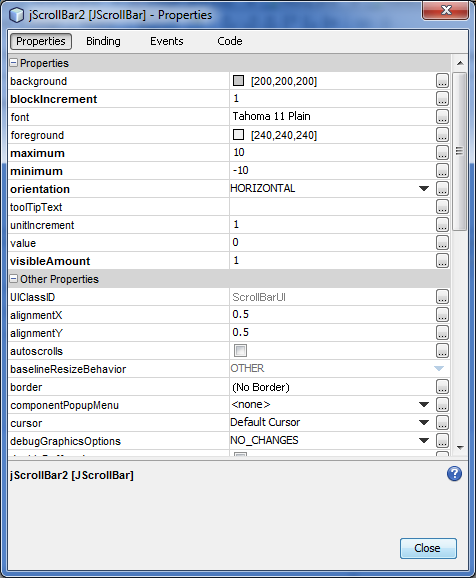 jScrollBar2 [JScrollBar] - Properties
Properties Binding Events Code
Properties
background [200,200,200] ...
blockIncrement 1 ...
font Tahoma 11 Plain ...
foreground [240,240,240] ...
maximum 10 ...
minimum -10 ...
orientation HORIZONTAL ...
toolTipText ...
unitIncrement 1 ...
value 0 ...
visibleAmount 1 ...
Other Properties
UIClassID ScrollBarUI ...
alignmentX 0.5 ...
alignmentY 0.5 ...
autoscrolls ...
baselineResizeBehavior OTHER
border (No Border) ...
componentPopupMenu <none> ...
cursor Default Cursor ...
debugGraphicsOptions NO_CHANGES ...
jScrollBar2 [JScrollBar] ?
Close